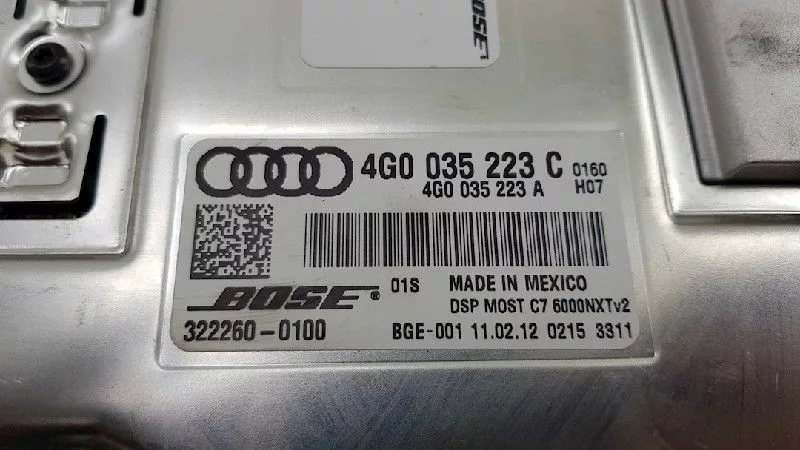 BOSE
4G0 035 223 C 0160
4G0 035 223 A H07
BOSE® 01S MADE IN MEXICO
DSP MOST C7 6000NXTv2
322260-0100 BGE-001 11.02.12 0215 3311